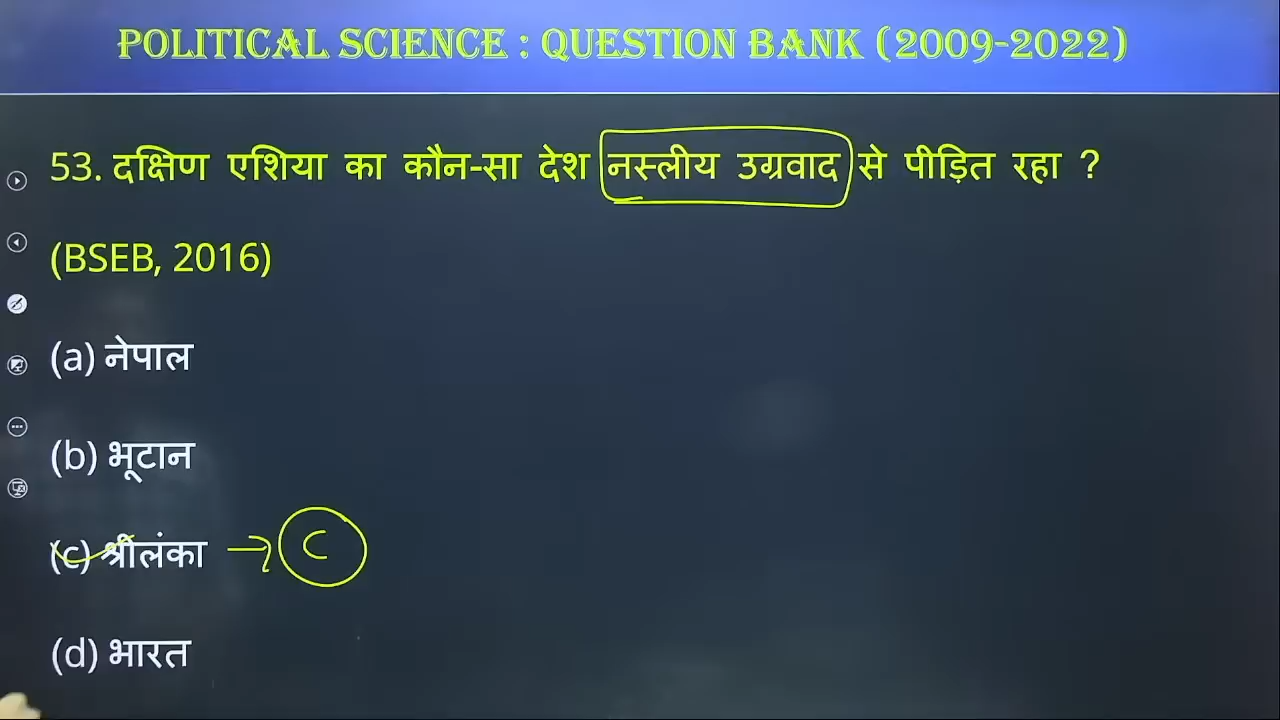 POLITICAL SCIENCE : QUESTION BANK (2009-2022)
53. दक्षिण एशिया का कौन-सा देश नस्लीय उग्रवाद से पीड़ित रहा ?
(BSEB, 2016)
(a) नेपाल
(b) भूटान
(c) श्रीलंका → C
(d) भारत